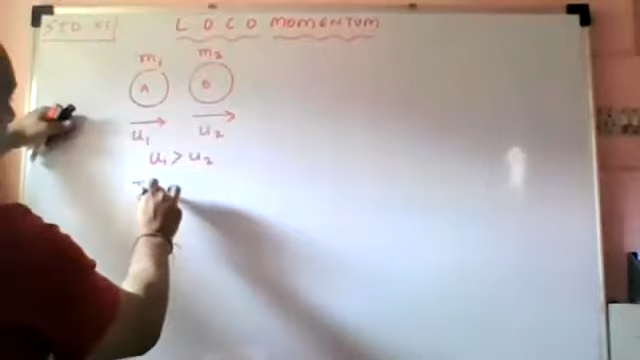 STD XI
L O C O MOMENTUM
m₁ m₂
A B
u₁ u₂
u₁ > u₂